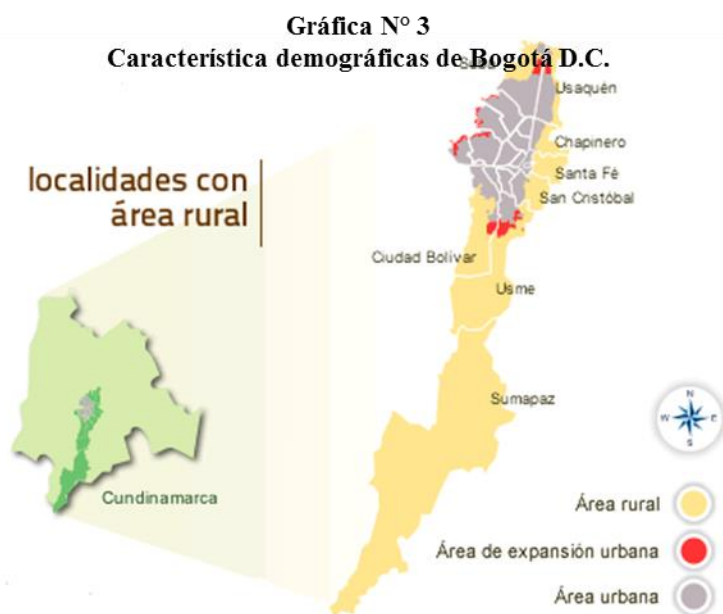 Gráfica N° 3
Característica demográficas de Bogotá D.C.
Suba
Usaquén
Chapinero
Santa Fé
San Cristóbal
localidades con
área rural
Ciudad Bolívar
Usme
Sumapaz
Cundinamarca
N
W
E
S
Área rural
Área de expansión urbana
Área urbana